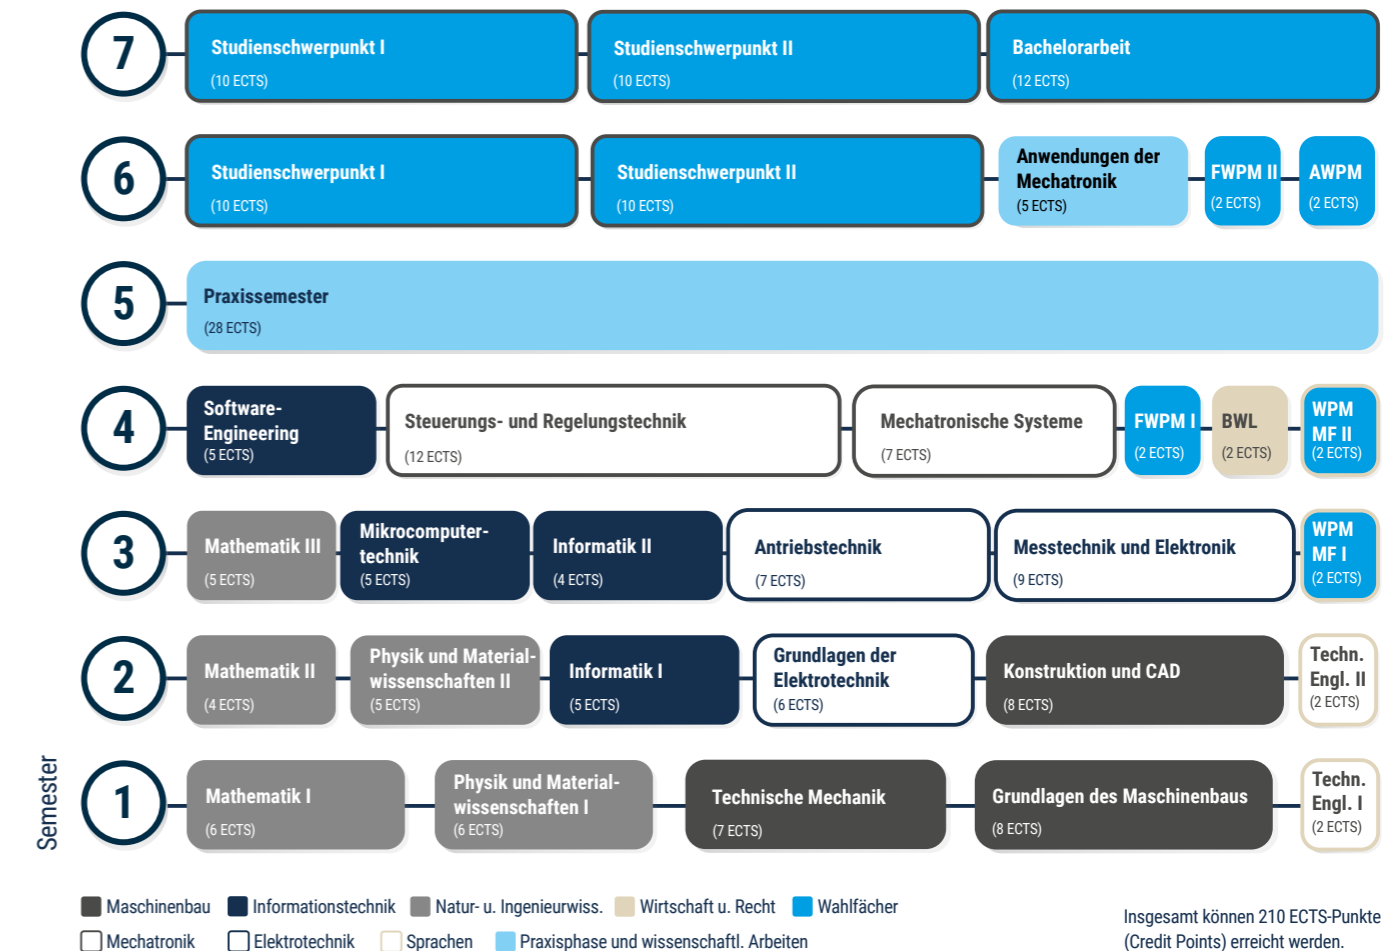 7
Studienschwerpunkt I
(10 ECTS)
Studienschwerpunkt II
(10 ECTS)
Bachelorarbeit
(12 ECTS)
6
Studienschwerpunkt I
(10 ECTS)
Studienschwerpunkt II
(10 ECTS)
Anwendungen der
Mechatronik
(5 ECTS)
FWPM II
(2 ECTS)
AWPM
(2 ECTS)
5
Praxissemester
(28 ECTS)
4
Software-
Engineering
(5 ECTS)
Steuerungs- und Regelungstechnik
(12 ECTS)
Mechatronische Systeme
(7 ECTS)
FWPM I
(2 ECTS)
BWL
(2 ECTS)
WPM
MF II
(2 ECTS)
3
Mathematik III
(5 ECTS)
Mikrocomputer-
technik
(5 ECTS)
Informatik II
(4 ECTS)
Antriebstechnik
(7 ECTS)
Messtechnik und Elektronik
(9 ECTS)
WPM
MF I
(2 ECTS)
2
Mathematik II
(4 ECTS)
Physik und Material-
wissenschaften II
(5 ECTS)
Informatik I
(5 ECTS)
Grundlagen der
Elektrotechnik
(6 ECTS)
Konstruktion und CAD
(8 ECTS)
Techn.
Engl. II
(2 ECTS)
Semester
1
Mathematik I
(6 ECTS)
Physik und Material-
wissenschaften I
(6 ECTS)
Technische Mechanik
(7 ECTS)
Grundlagen des Maschinenbaus
(8 ECTS)
Techn.
Engl. I
(2 ECTS)
Maschinenbau
Informationstechnik
Natur- u. Ingenieurwiss.
Wirtschaft u. Recht
Wahlfächer
Mechatronik
Elektrotechnik
Sprachen
Praxisphase und wissenschaftl. Arbeiten
Insgesamt können 210 ECTS-Punkte
(Credit Points) erreicht werden.